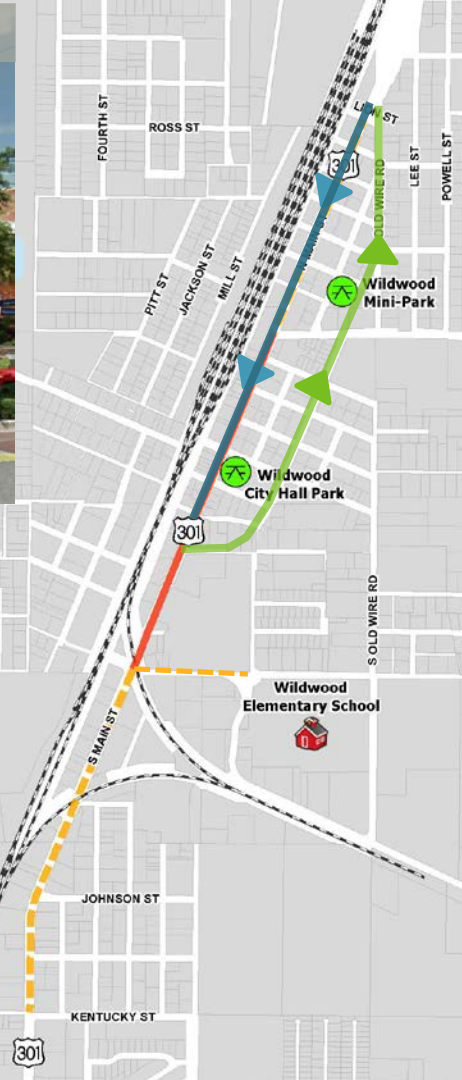 LEE ST
POWELL ST
FOURTH ST
ROSS ST
301
OLD WIRE RD
PITT ST
JACKSON ST
MILL ST
Wildwood
Mini-Park
Wildwood
City Hall Park
301
S OLD WIRE RD
Wildwood
Elementary School
S MAIN ST
JOHNSON ST
KENTUCKY ST
301